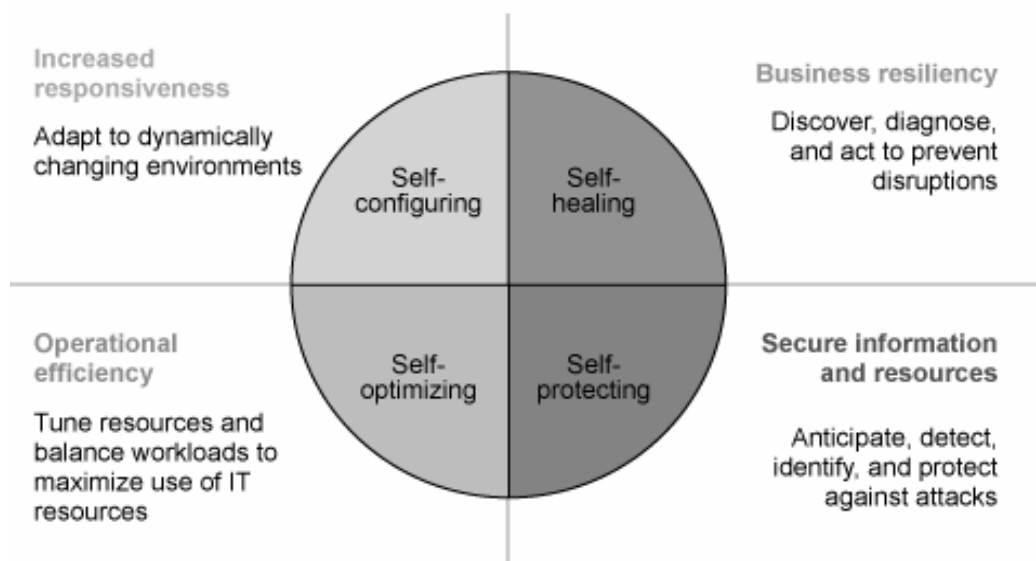 Increased
responsiveness
Adapt to dynamically
changing environments
Self-
configuring
Self-
healing
Business resiliency
Discover, diagnose,
and act to prevent
disruptions
Operational
efficiency
Tune resources and
balance workloads to
maximize use of IT
resources
Self-
optimizing
Self-
protecting
Secure information
and resources
Anticipate, detect,
identify, and protect
against attacks